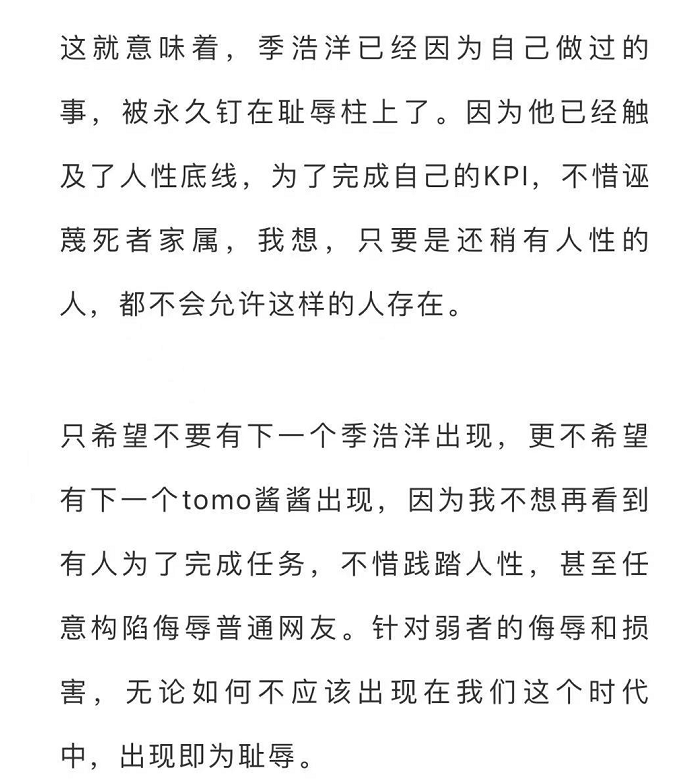 这就意味着，季浩洋已经因为自己做过的
事，被永久钉在耻辱柱上了。因为他已经触
及了人性底线，为了完成自己的KPI，不惜诬
蔑死者家属，我想，只要是还稍有人性的
人，都不会允许这样的人存在。
只希望不要有下一个季浩洋出现，更不希望
有下一个tomo酱酱出现，因为我不想再看到
有人为了完成任务，不惜践踏人性，甚至任
意构陷侮辱普通网友。针对弱者的侮辱和损
害，无论如何不应该出现在我们这个时代
中，出现即为耻辱。